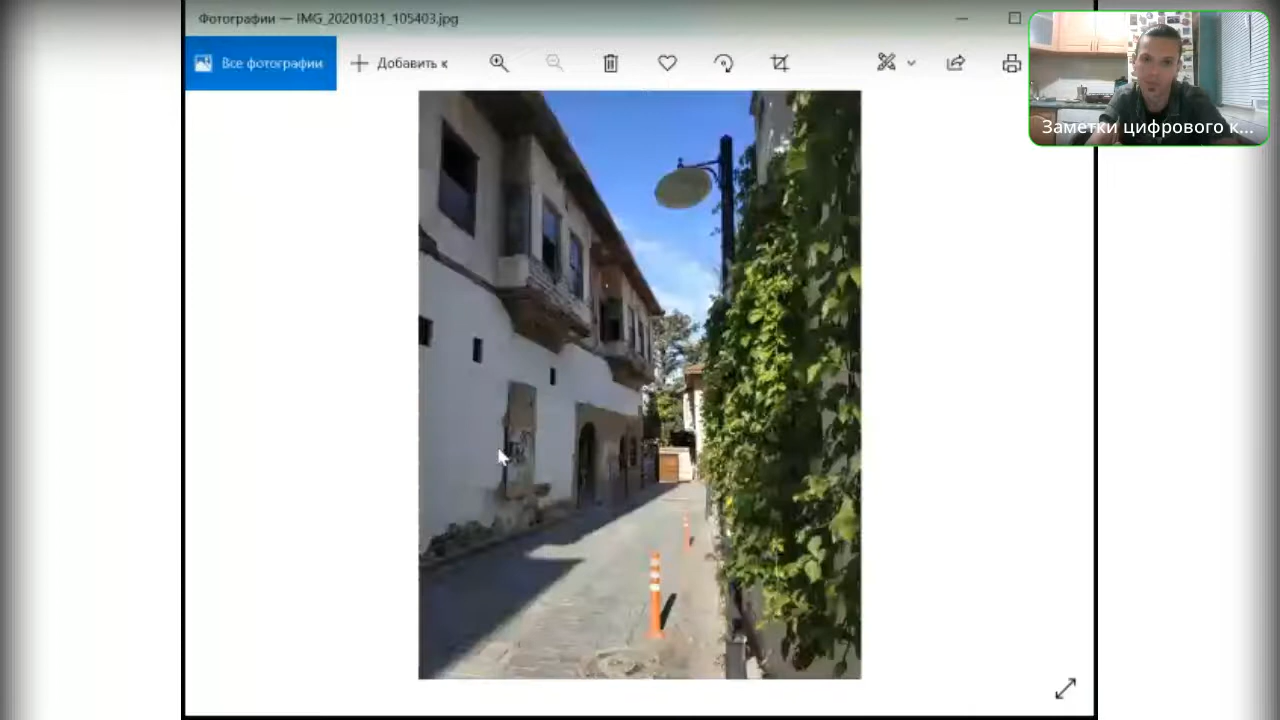 Фотографии — IMG_20201031_105403.jpg
Все фотографии
Добавить к
Заметки цифрового к...